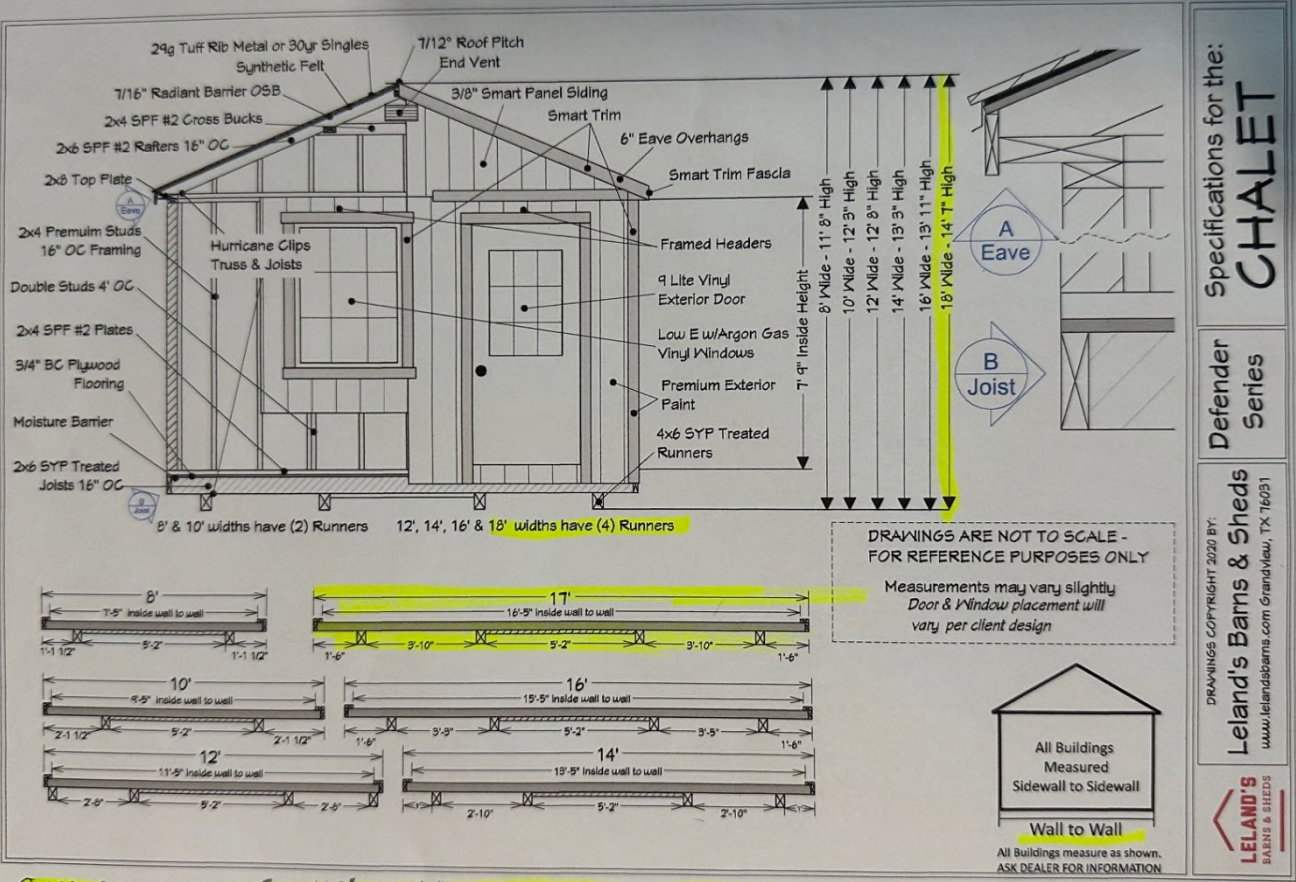 29g Tuff Rib Metal or 30yr Singles
Synthetic Felt
7/16" Radiant Barrier OSB
2x4 SPF #2 Cross Bucks
2x6 SPF #2 Rafters 16" OC
2x8 Top Plate
A
Eave
2x4 Premuim Studs
16" OC Framing
Double Studs 4' OC
2x4 SPF #2 Plates
3/4" BC Plywood
Flooring
Moisture Barrier
2x6 SYP Treated
Joists 16" OC
B
Joist
Hurricane Clips
Truss & Joists
7/12" Roof Pitch
End Vent
3/8" Smart Panel Siding
Smart Trim
6" Eave Overhangs
Smart Trim Fascia
Framed Headers
9 Lite Vinyl
Exterior Door
Low E w/Argon Gas
Vinyl Windows
Premium Exterior
Paint
4x6 SYP Treated
Runners
7' 9" Inside Height
8' Wide - 11' 8" High
10' Wide - 12'3" High
12' Wide - 12'8" High
14' Wide - 13'3" High
16' Wide - 13' 11" High
18' Wide - 14' 7" High
A
Eave
B
Joist
8' & 10' widths have (2) Runners
12', 14', 16' & 18' widths have (4) Runners
8'
7'-5" inside wall to wall
1'-1 1/2"
5'-2"
1'-1 1/2"
17'
16'-5" inside wall to wall
1'-6"
3'-10"
5'-2"
3'-10"
1'-6"
10'
9'-5" inside wall to wall
2'-1 1/2"
5'-2"
2'-1 1/2"
16'
15'-5" inside wall to wall
1'-6"
5'-2"
1'-6"
12'
11'-5" inside wall to wall
5'-2"
14'
13'-5" inside wall to wall
1'
2'-10"
5'-2"
2'-10"
1'
DRAWINGS ARE NOT TO SCALE -
FOR REFERENCE PURPOSES ONLY
Measurements may vary slightly
Door & Window placement will
vary per client design
All Buildings
Measured
Sidewall to Sidewall
Wall to Wall
All Buildings measure as shown.
ASK DEALER FOR INFORMATION
Specifications for the:
CHALET
Defender
Series
DRAWINGS COPYRIGHT 2020 BY:
Leland's Barns & Sheds
www.lelandsbarns.com Grandview, TX 76031
LELAND'S
BARNS & SHEDS